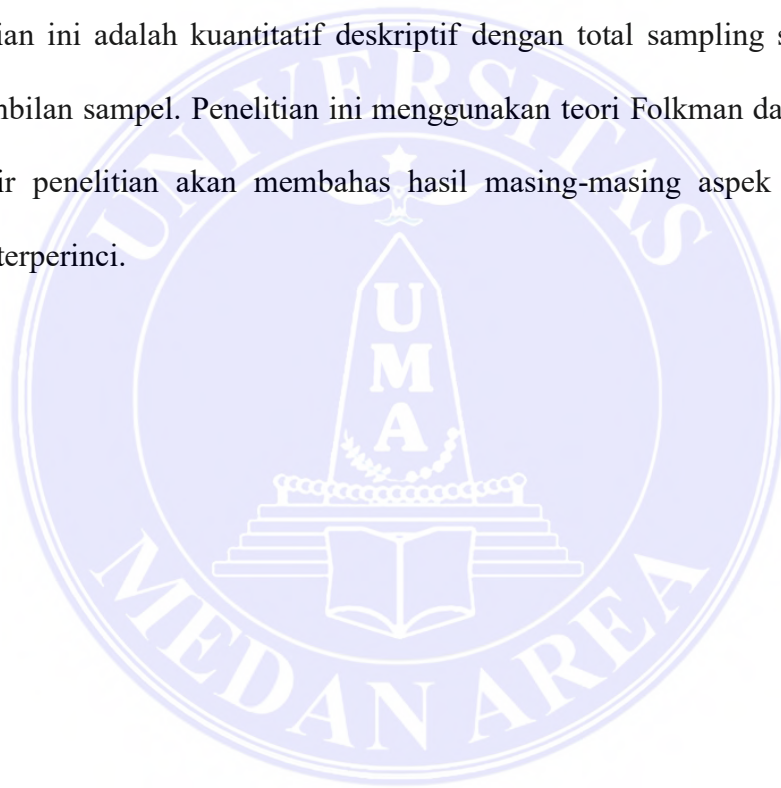 ian ini adalah kuantitatif deskriptif dengan total sampling s
nbilan sampel. Penelitian ini menggunakan teori Folkman da
ir penelitian akan membahas hasil masing-masing aspek
terperinci.
UNIVERSITAS
U
M
A
MEDAN AREA